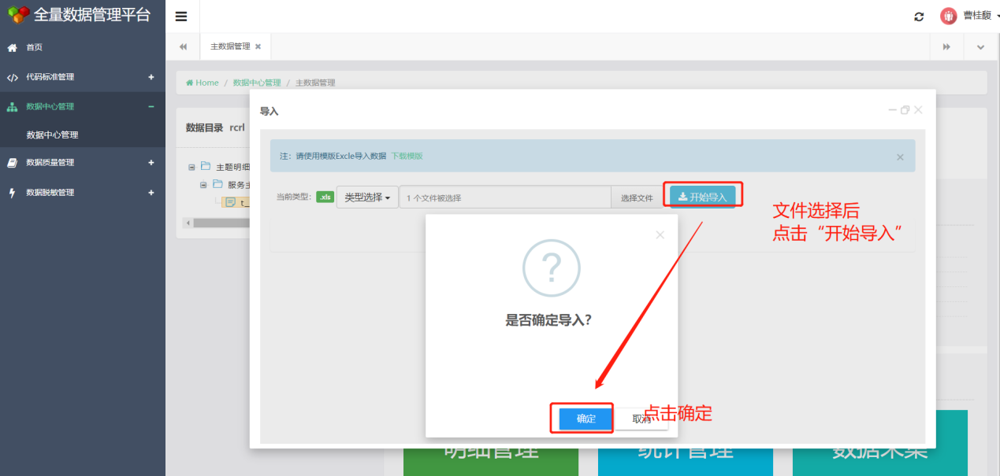 全量数据管理平台
曹桂馥
首页
主数据管理
代码标准管理
数据中心管理
数据中心管理
数据质量管理
数据脱敏管理
Home / 数据中心管理 / 主数据管理
数据目录 rcrl
主题明细
服务主
t_
导入
注：请使用模版Excle导入数据 下载模版
当前类型： .xls 类型选择 1 个文件被选择 选择文件 开始导入
文件选择后
点击“开始导入”
?
是否确定导入?
确定 取消
点击确定
明细管理 统计管理 数据采集